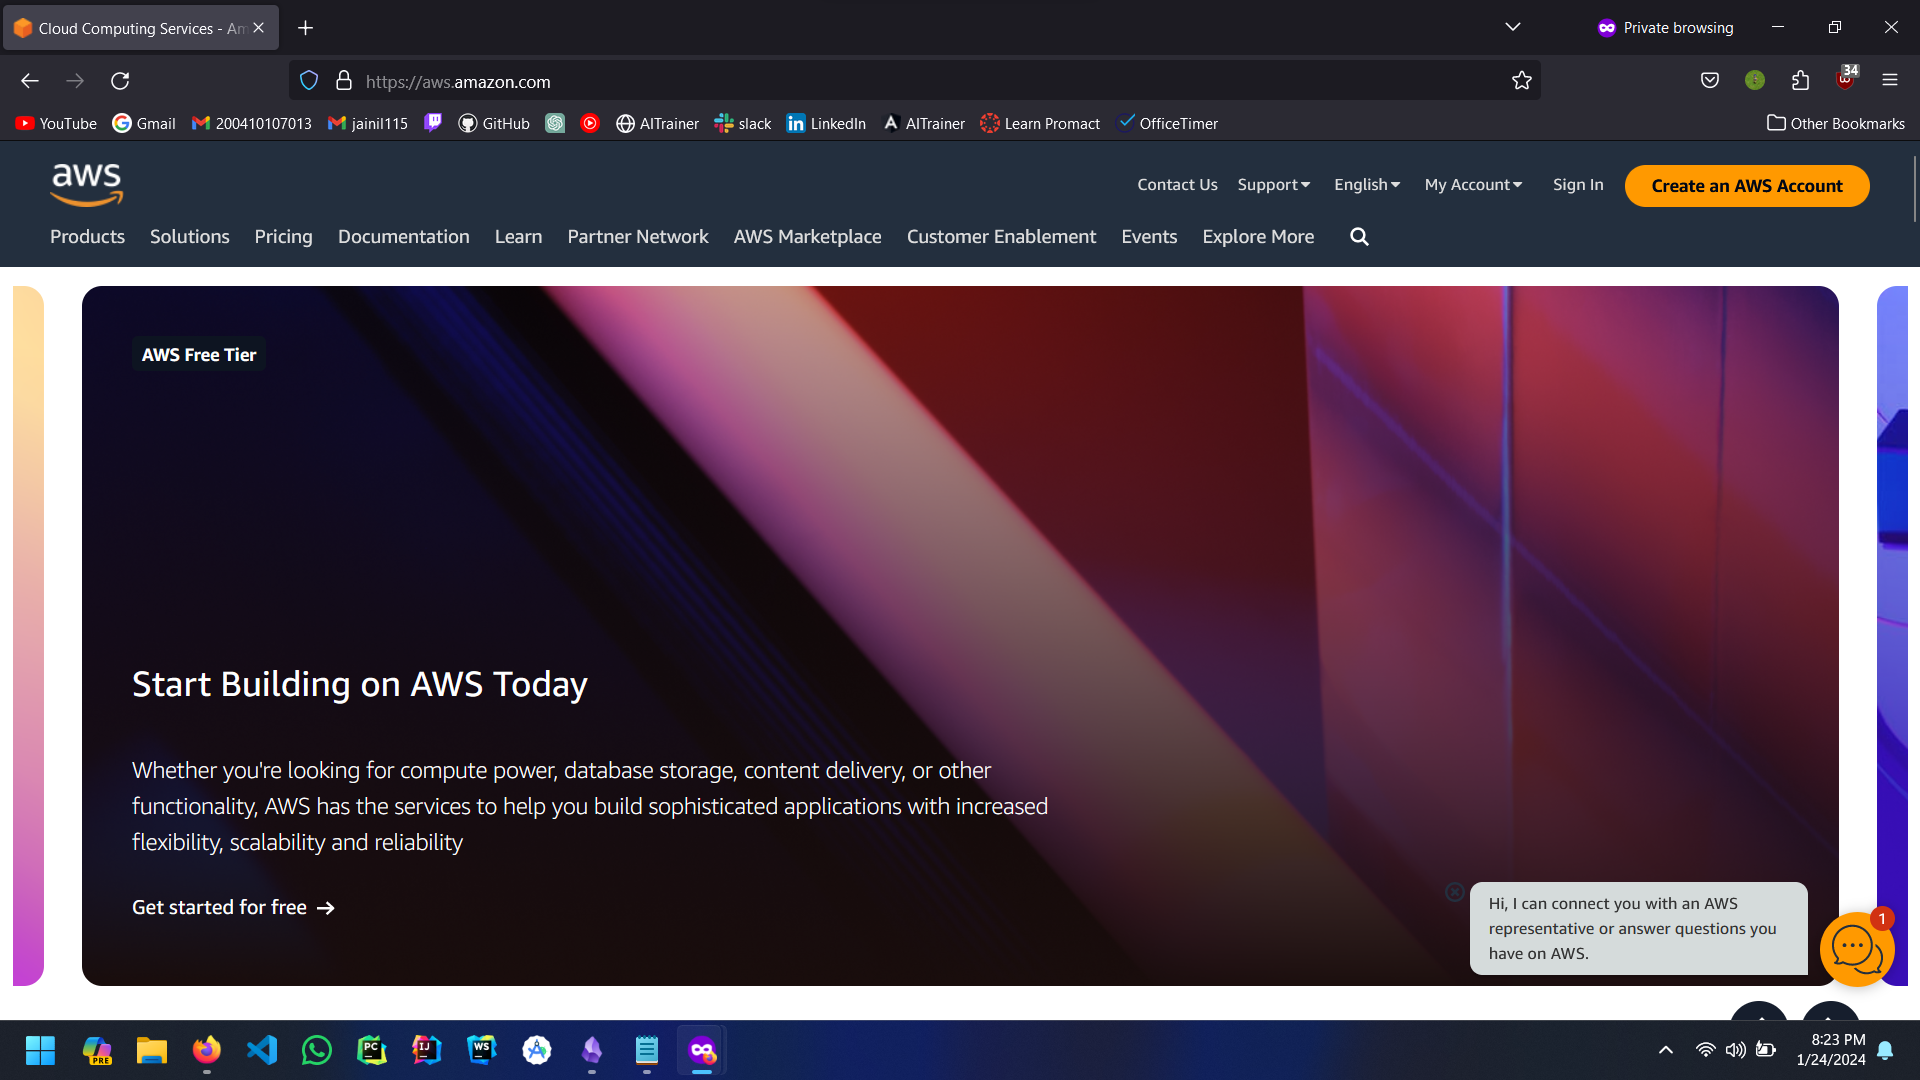 Cloud Computing Services - Am
Private browsing
https://aws.amazon.com
34
YouTube
Gmail
200410107013
jainil115
GitHub
AITrainer
slack
LinkedIn
AITrainer
Learn Promact
OfficeTimer
Other Bookmarks
aws
Contact Us
Support
English
My Account
Sign In
Create an AWS Account
Products
Solutions
Pricing
Documentation
Learn
Partner Network
AWS Marketplace
Customer Enablement
Events
Explore More
AWS Free Tier
Start Building on AWS Today
Whether you're looking for compute power, database storage, content delivery, or other
functionality, AWS has the services to help you build sophisticated applications with increased
flexibility, scalability and reliability
Get started for free
Hi, I can connect you with an AWS
representative or answer questions you
have on AWS.
1
PRE
PC
IJ
WS
8:23 PM
1/24/2024